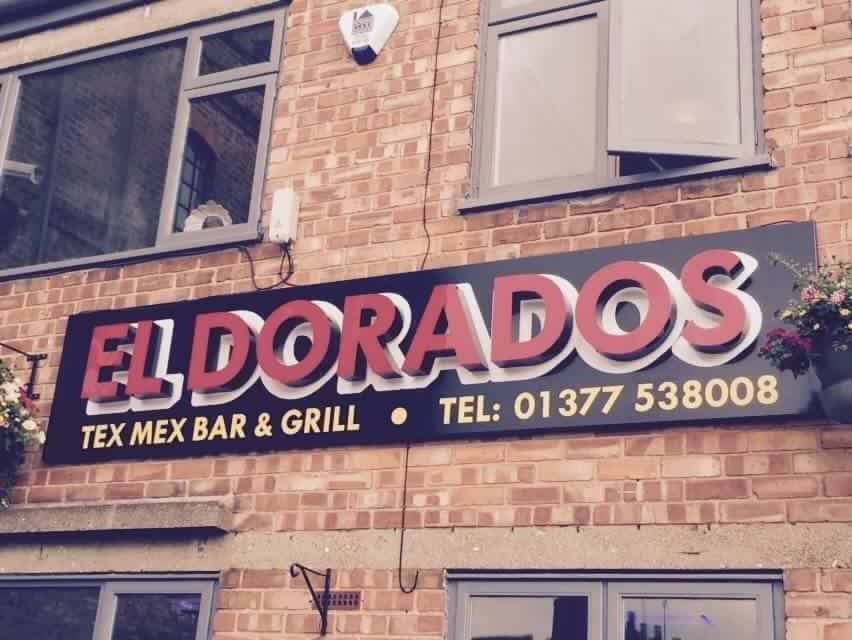 EL DORADOS
TEX MEX BAR & GRILL • TEL: 01377 538008